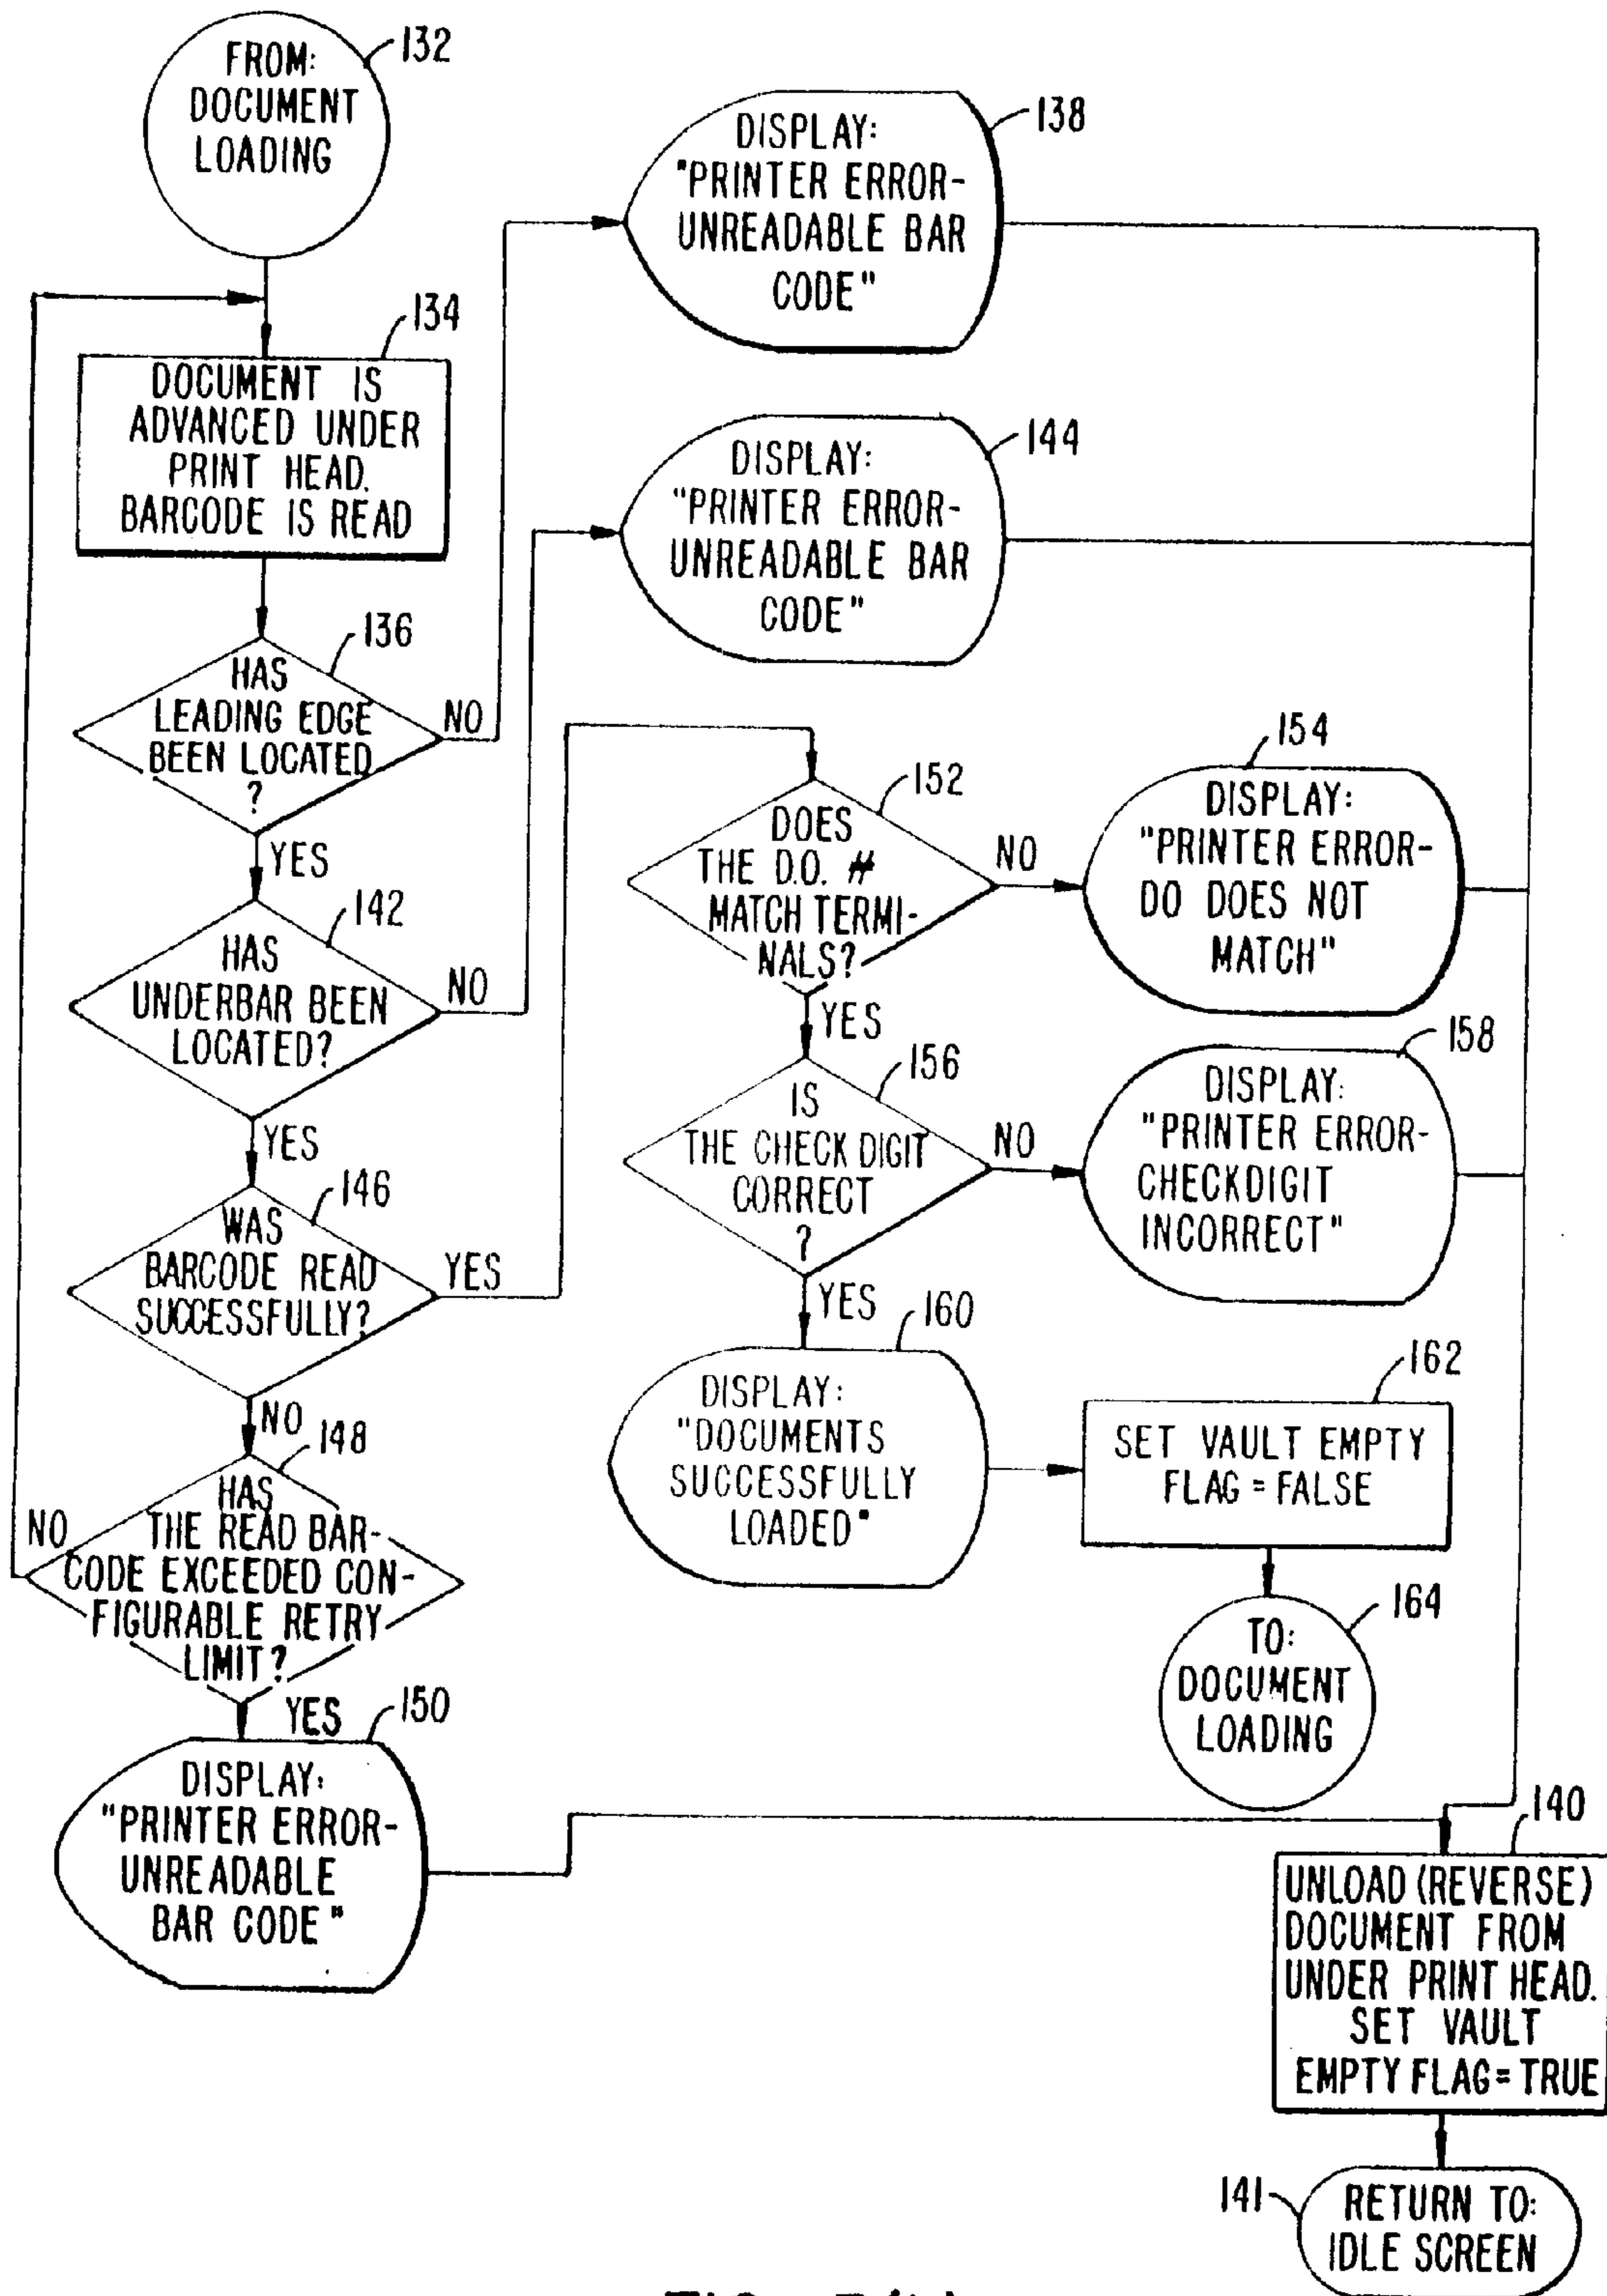 FROM:
DOCUMENT
LOADING
132
134
DOCUMENT IS
ADVANCED UNDER
PRINT HEAD.
BARCODE IS READ
136
HAS
LEADING EDGE
BEEN LOCATED
?
NO
YES
138
DISPLAY:
"PRINTER ERROR-
UNREADABLE BAR
CODE"
142
HAS
UNDERBAR BEEN
LOCATED?
NO
YES
144
DISPLAY:
"PRINTER ERROR-
UNREADABLE BAR
CODE"
146
WAS
BARCODE READ
SUCCESSFULLY?
YES
NO
148
HAS
THE READ BAR-
CODE EXCEEDED CON-
FIGURABLE RETRY
LIMIT?
NO
YES
150
DISPLAY:
"PRINTER ERROR-
UNREADABLE
BAR CODE"
152
DOES
THE D.O. #
MATCH TERMI-
NALS?
NO
YES
154
DISPLAY:
"PRINTER ERROR-
DO DOES NOT
MATCH"
156
IS
THE CHECK DIGIT
CORRECT
?
NO
YES
158
DISPLAY:
"PRINTER ERROR-
CHECKDIGIT
INCORRECT"
160
DISPLAY:
"DOCUMENTS
SUCCESSFULLY
LOADED"
162
SET VAULT EMPTY
FLAG = FALSE
164
TO:
DOCUMENT
LOADING
140
UNLOAD (REVERSE)
DOCUMENT FROM
UNDER PRINT HEAD.
SET VAULT
EMPTY FLAG = TRUE
141
RETURN TO:
IDLE SCREEN